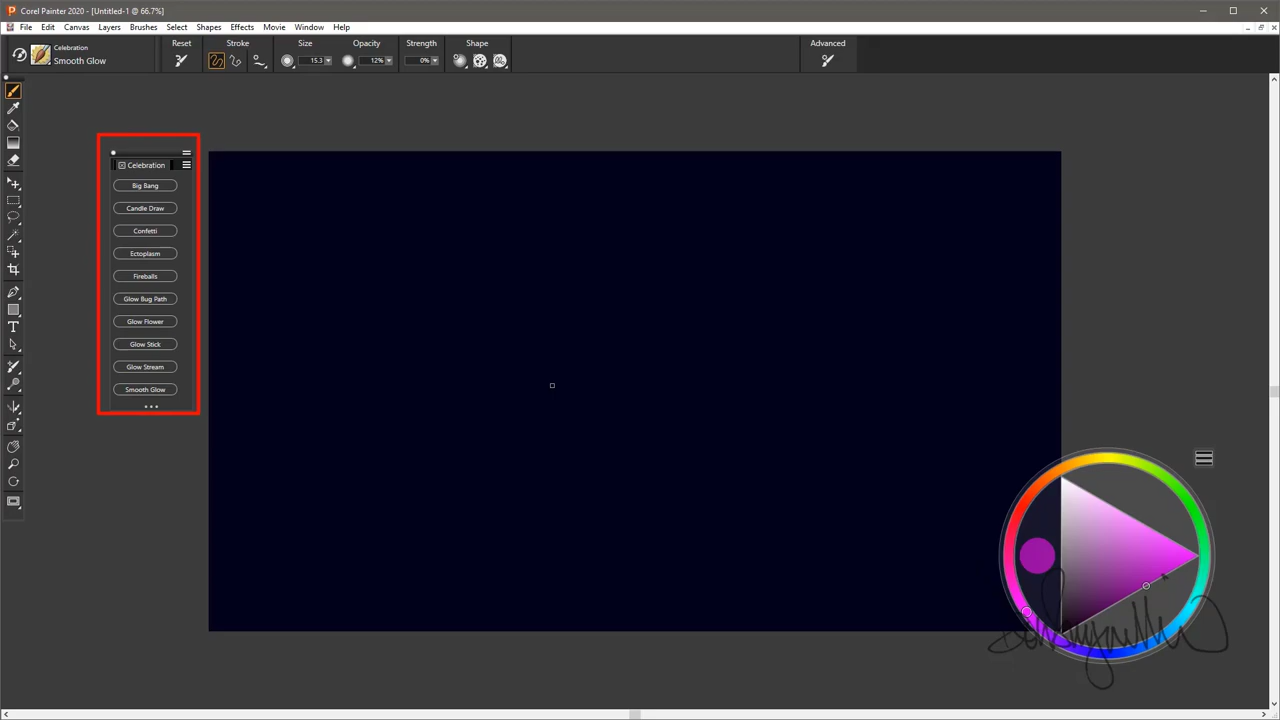 Corel Painter 2020 - [Untitled-1 @ 66.7%]
File Edit Canvas Layers Brushes Select Shapes Effects Movie Window Help
Celebration
Smooth Glow
Reset Stroke Size Opacity Strength Shape Advanced
15.3 12% 0%
Celebration
Big Bang
Candle Draw
Confetti
Ectoplasm
Fireballs
Glow Bug Path
Glow Flower
Glow Stick
Glow Stream
Smooth Glow